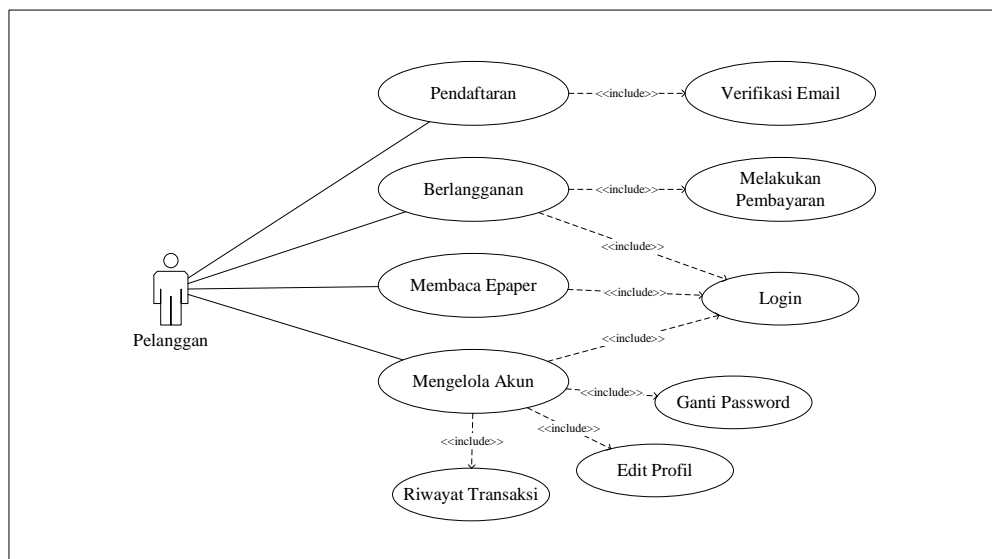 Pendaftaran
<<include>>
Verifikasi Email
Berlangganan
<<include>>
Melakukan
Pembayaran
<<include>>
Membaca Epaper
<<include>>
Login
Pelanggan
<<include>>
Mengelola Akun
<<include>>
Ganti Password
<<include>>
<<include>>
Edit Profil
Riwayat Transaksi